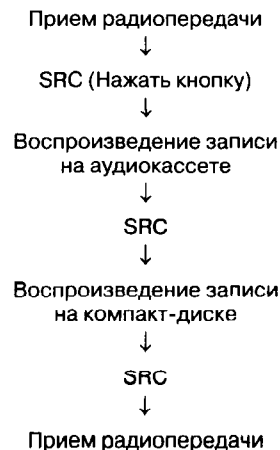 Прием радиопередачи
↓
SRC (Нажать кнопку)
↓
Воспроизведение записи
на аудиокассете
↓
SRC
↓
Воспроизведение записи
на компакт-диске
↓
SRC
↓
Прием радиопередачи